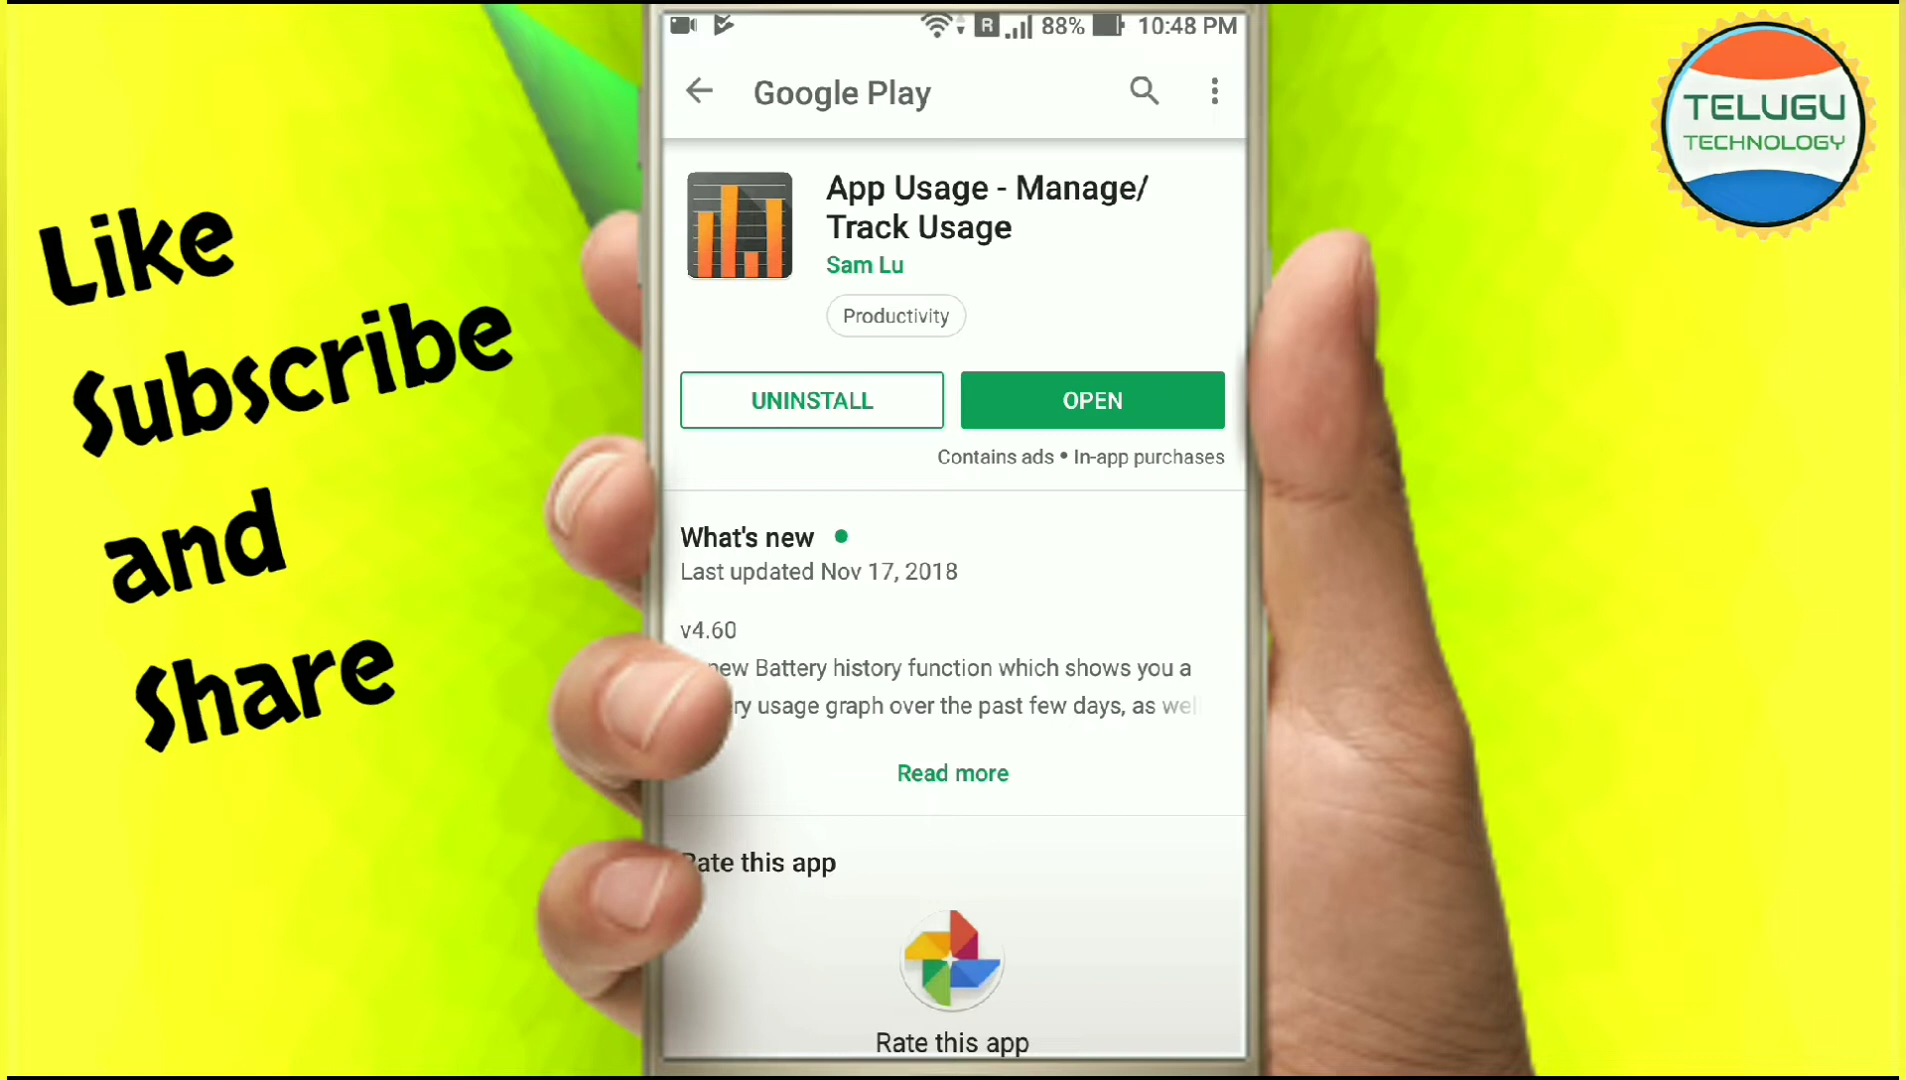 88% 10:48 PM
Google Play
TELUGU
TECHNOLOGY
App Usage - Manage/
Track Usage
Sam Lu
Productivity
UNINSTALL OPEN
Contains ads • In-app purchases
What's new
Last updated Nov 17, 2018
v4.60
new Battery history function which shows you a
ry usage graph over the past few days, as well
Read more
Rate this app
Rate this app
Like
Subscribe
and
Share
R